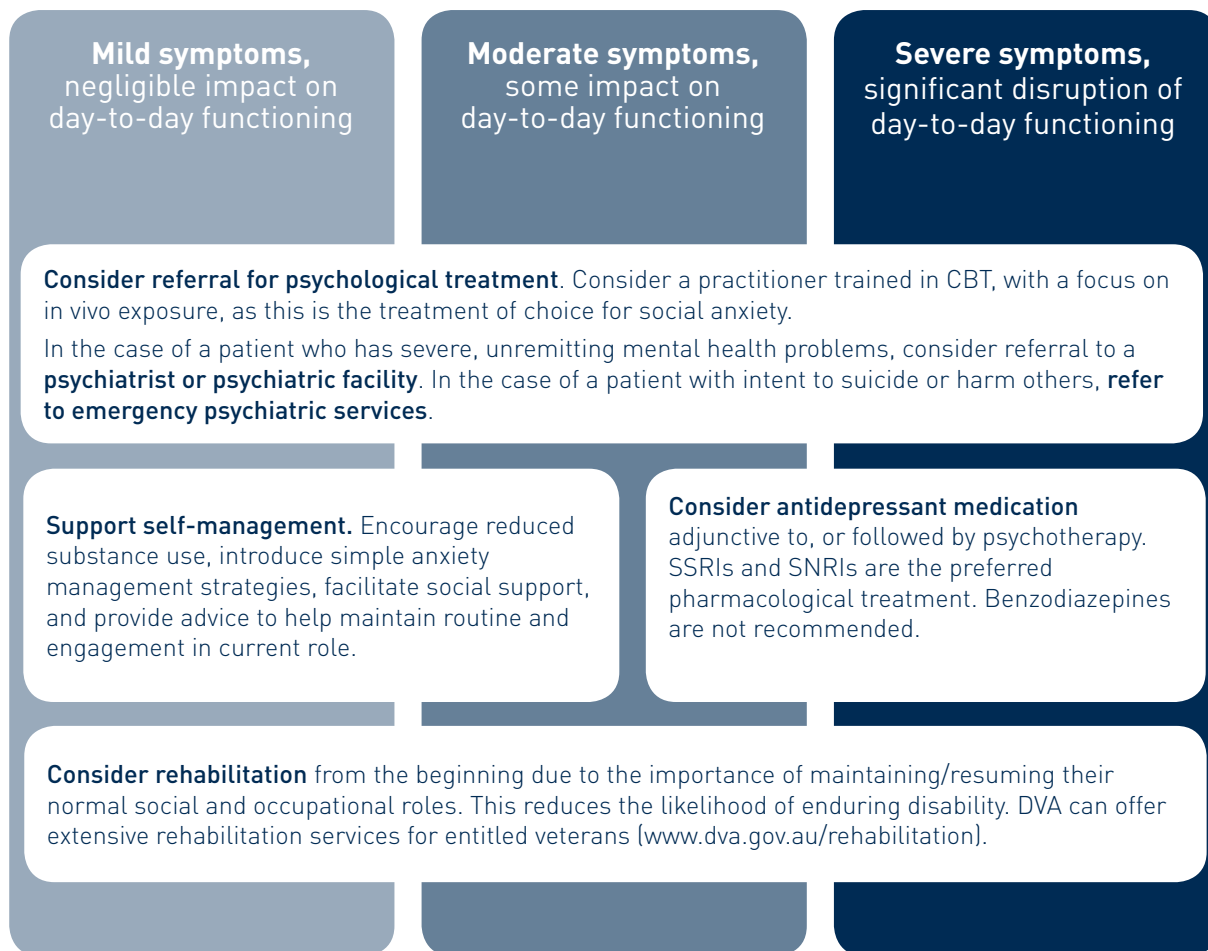 Mild symptoms,
negligible impact on
day-to-day functioning
Moderate symptoms,
some impact on
day-to-day functioning
Severe symptoms,
significant disruption of
day-to-day functioning
Consider referral for psychological treatment. Consider a practitioner trained in CBT, with a focus on
in vivo exposure, as this is the treatment of choice for social anxiety.
In the case of a patient who has severe, unremitting mental health problems, consider referral to a
psychiatrist or psychiatric facility. In the case of a patient with intent to suicide or harm others, refer
to emergency psychiatric services.
Support self-management. Encourage reduced
substance use, introduce simple anxiety
management strategies, facilitate social support,
and provide advice to help maintain routine and
engagement in current role.
Consider antidepressant medication
adjunctive to, or followed by psychotherapy.
SSRIs and SNRIs are the preferred
pharmacological treatment. Benzodiazepines
are not recommended.
Consider rehabilitation from the beginning due to the importance of maintaining/resuming their
normal social and occupational roles. This reduces the likelihood of enduring disability. DVA can offer
extensive rehabilitation services for entitled veterans (www.dva.gov.au/rehabilitation).